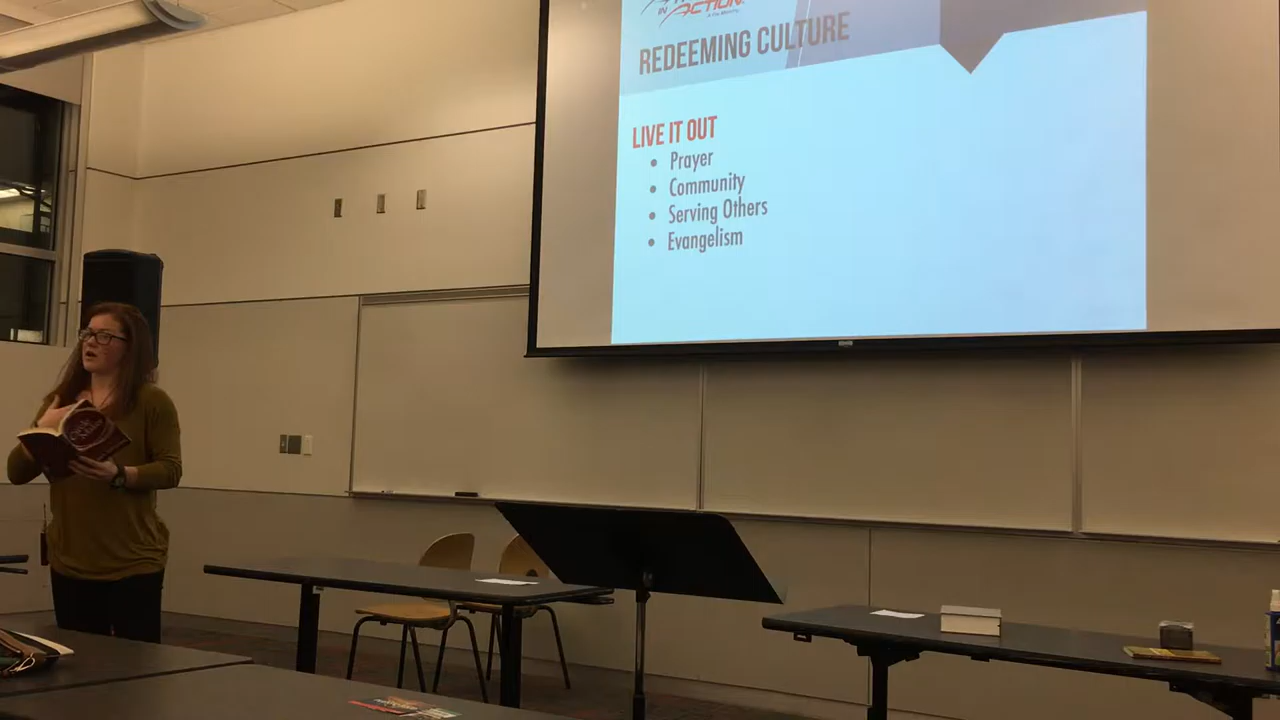 IN ACTION
REDEEMING CULTURE
LIVE IT OUT
• Prayer
• Community
• Serving Others
• Evangelism